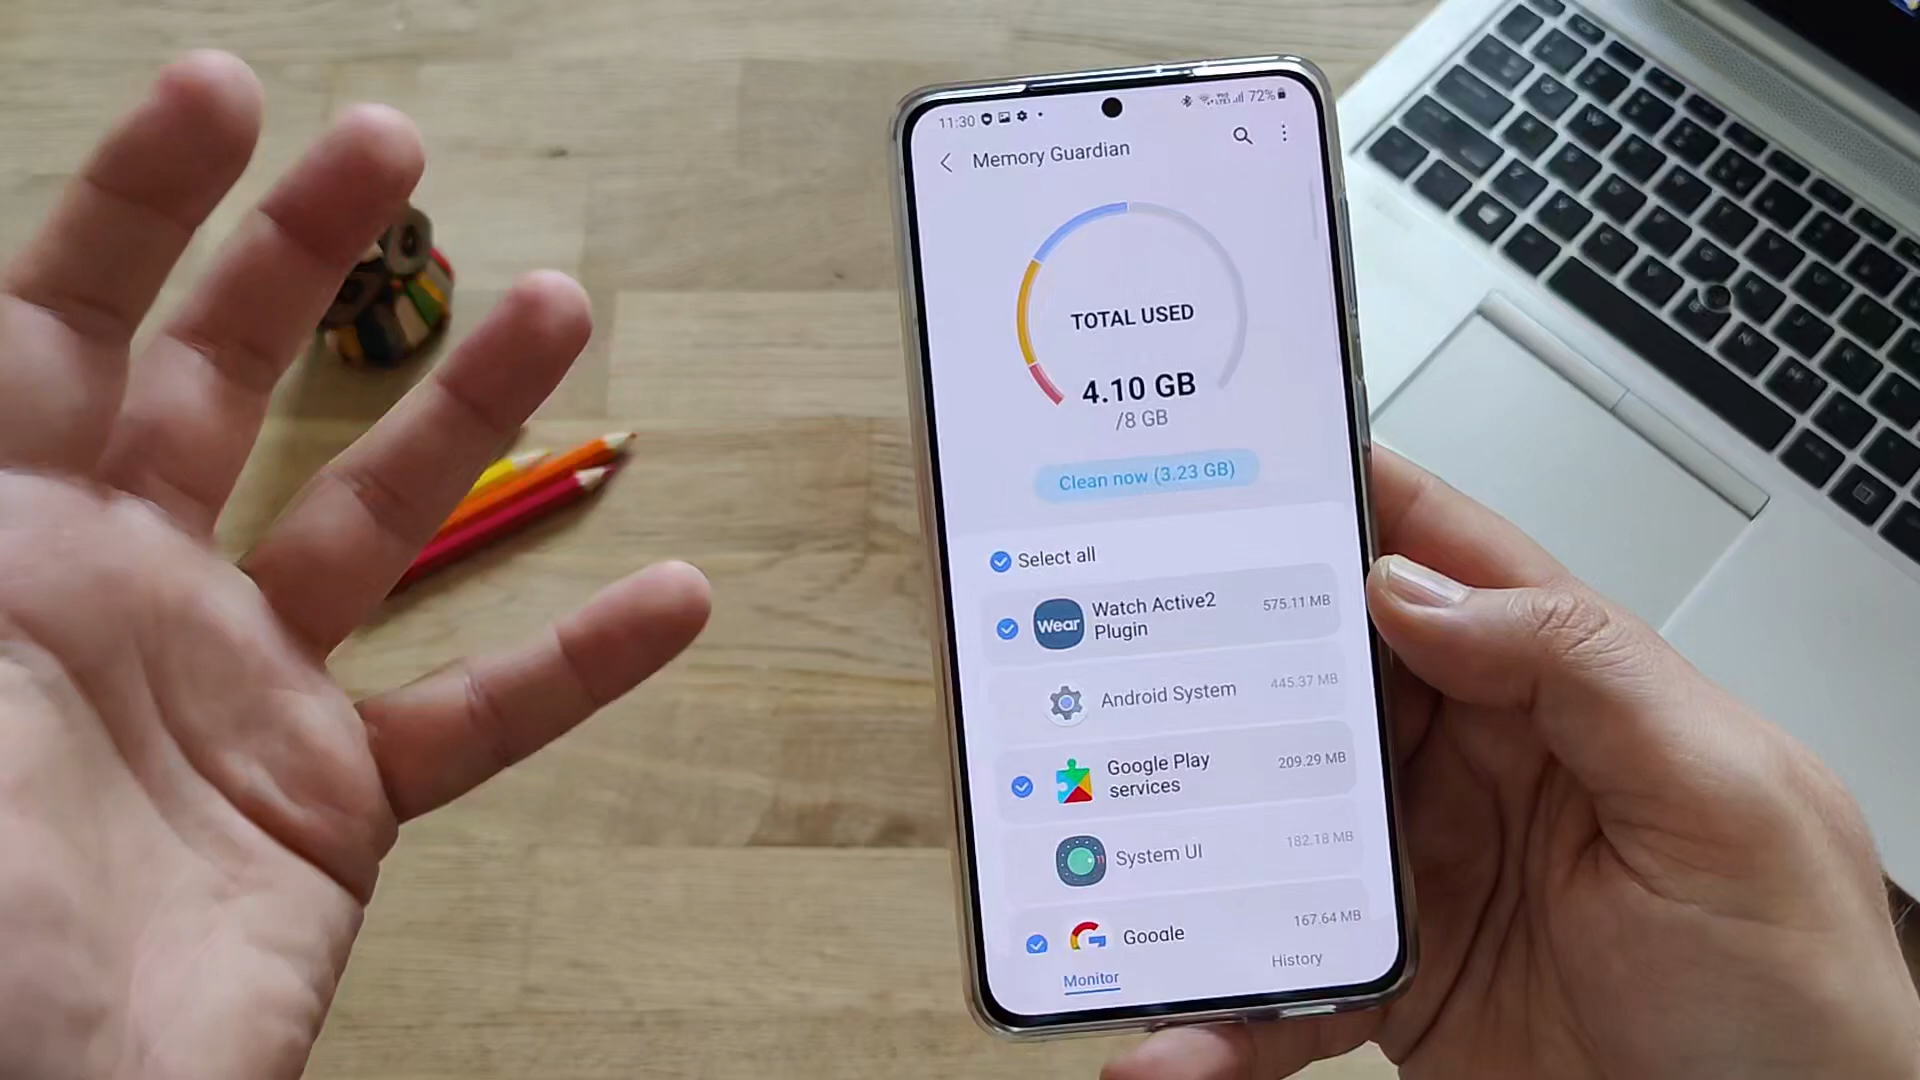 11:30
72%
Memory Guardian
TOTAL USED
4.10 GB
/8 GB
Clean now (3.23 GB)
Select all
Wear
Watch Active2
Plugin
575.11 MB
Android System
445.37 MB
Google Play
services
209.29 MB
System UI
182.18 MB
Google
167.64 MB
Monitor
History